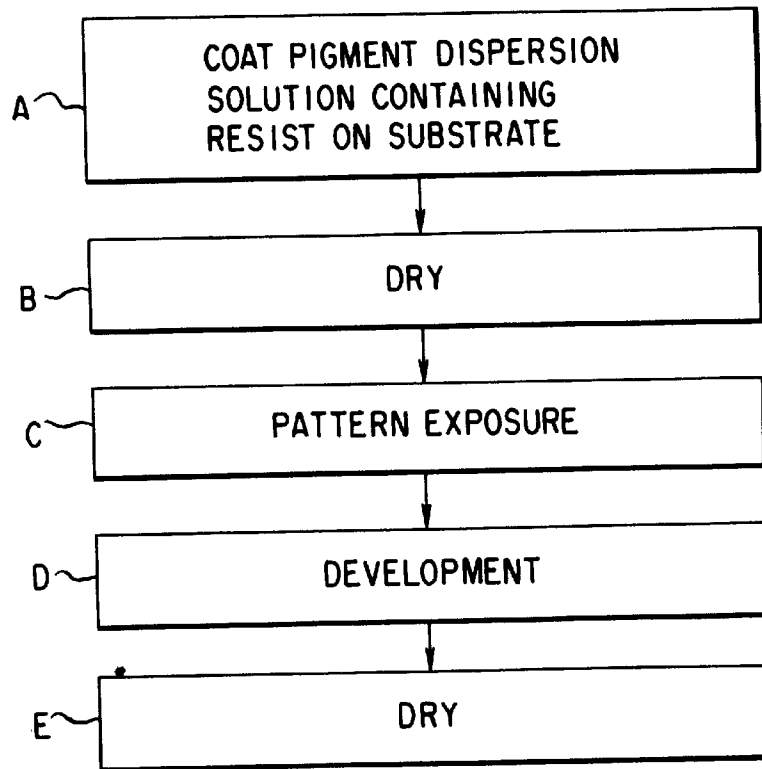 COAT PIGMENT DISPERSION
A SOLUTION CONTAINING
RESIST ON SUBSTRATE
B DRY
C PATTERN EXPOSURE
D DEVELOPMENT
E DRY